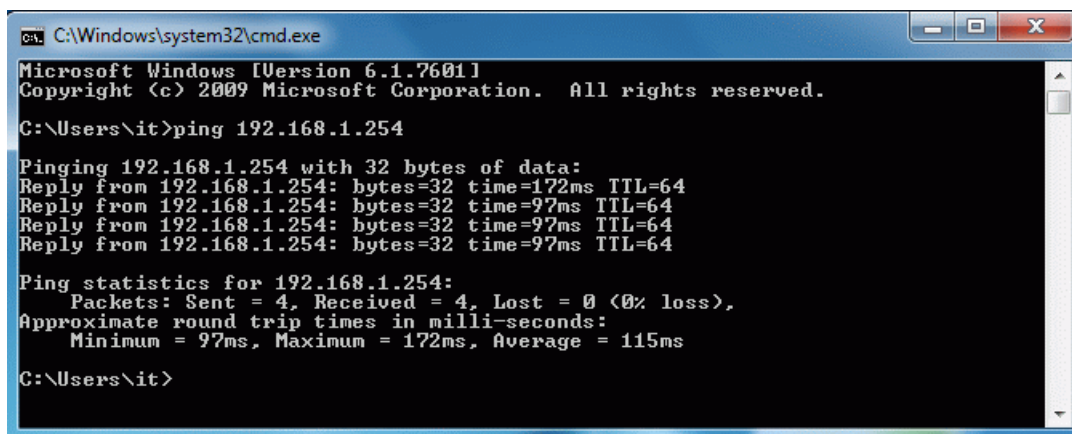 C:\Windows\system32\cmd.exe
Microsoft Windows [Version 6.1.7601]
Copyright (c) 2009 Microsoft Corporation.  All rights reserved.
C:\Users\it>ping 192.168.1.254
Pinging 192.168.1.254 with 32 bytes of data:
Reply from 192.168.1.254: bytes=32 time=172ms TTL=64
Reply from 192.168.1.254: bytes=32 time=97ms TTL=64
Reply from 192.168.1.254: bytes=32 time=97ms TTL=64
Reply from 192.168.1.254: bytes=32 time=97ms TTL=64
Ping statistics for 192.168.1.254:
    Packets: Sent = 4, Received = 4, Lost = 0 (0% loss),
Approximate round trip times in milli-seconds:
    Minimum = 97ms, Maximum = 172ms, Average = 115ms
C:\Users\it>